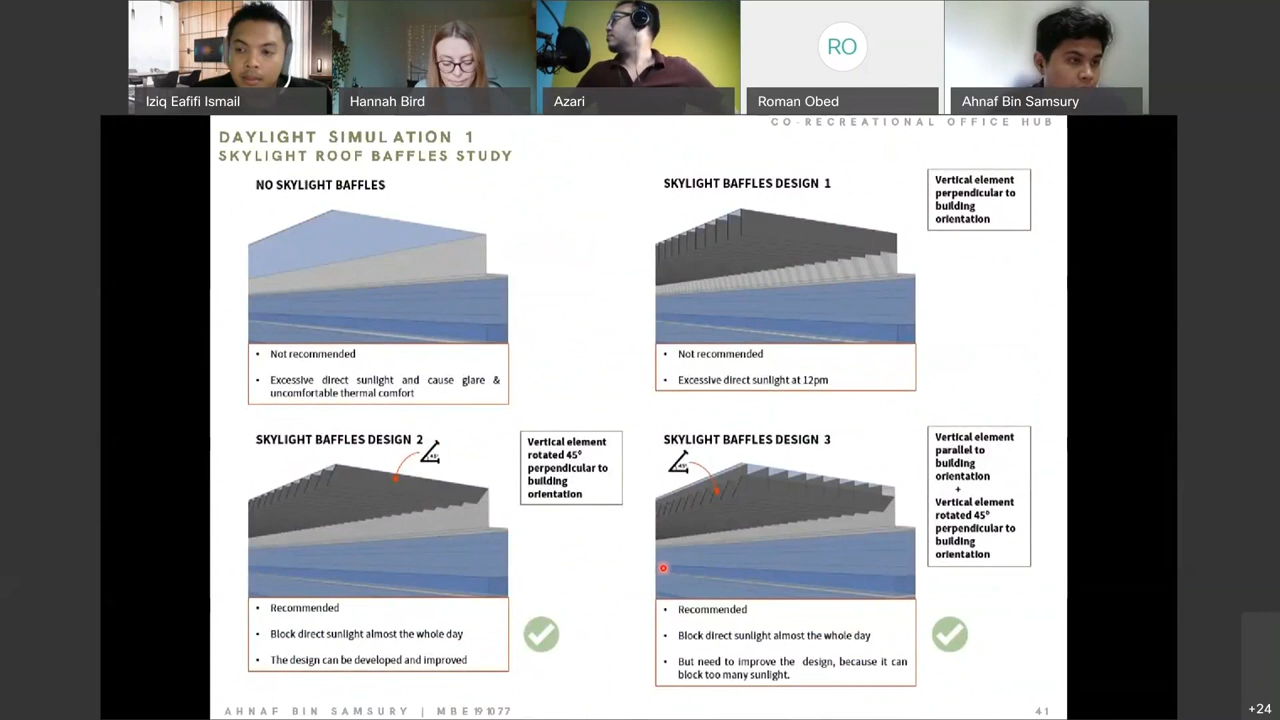 Iziq Eafifi Ismail
Hannah Bird
Azari
RO
Roman Obed
Ahnaf Bin Samsury
CO-RECREATIONAL OFFICE HUB
DAYLIGHT SIMULATION 1
SKYLIGHT ROOF BAFFLES STUDY
NO SKYLIGHT BAFFLES
• Not recommended
• Excessive direct sunlight and cause glare &
uncomfortable thermal comfort
SKYLIGHT BAFFLES DESIGN 1
Vertical element
perpendicular to
building
orientation
• Not recommended
• Excessive direct sunlight at 12pm
SKYLIGHT BAFFLES DESIGN 2
45°
Vertical element
rotated 45°
perpendicular to
building
orientation
• Recommended
• Block direct sunlight almost the whole day
• The design can be developed and improved
SKYLIGHT BAFFLES DESIGN 3
45°
Vertical element
parallel to
building
orientation
+
Vertical element
rotated 45°
perpendicular to
building
orientation
• Recommended
• Block direct sunlight almost the whole day
• But need to improve the design, because it can
block too many sunlight.
AHNAF BIN SAMSURY | MBE191077
41
+24